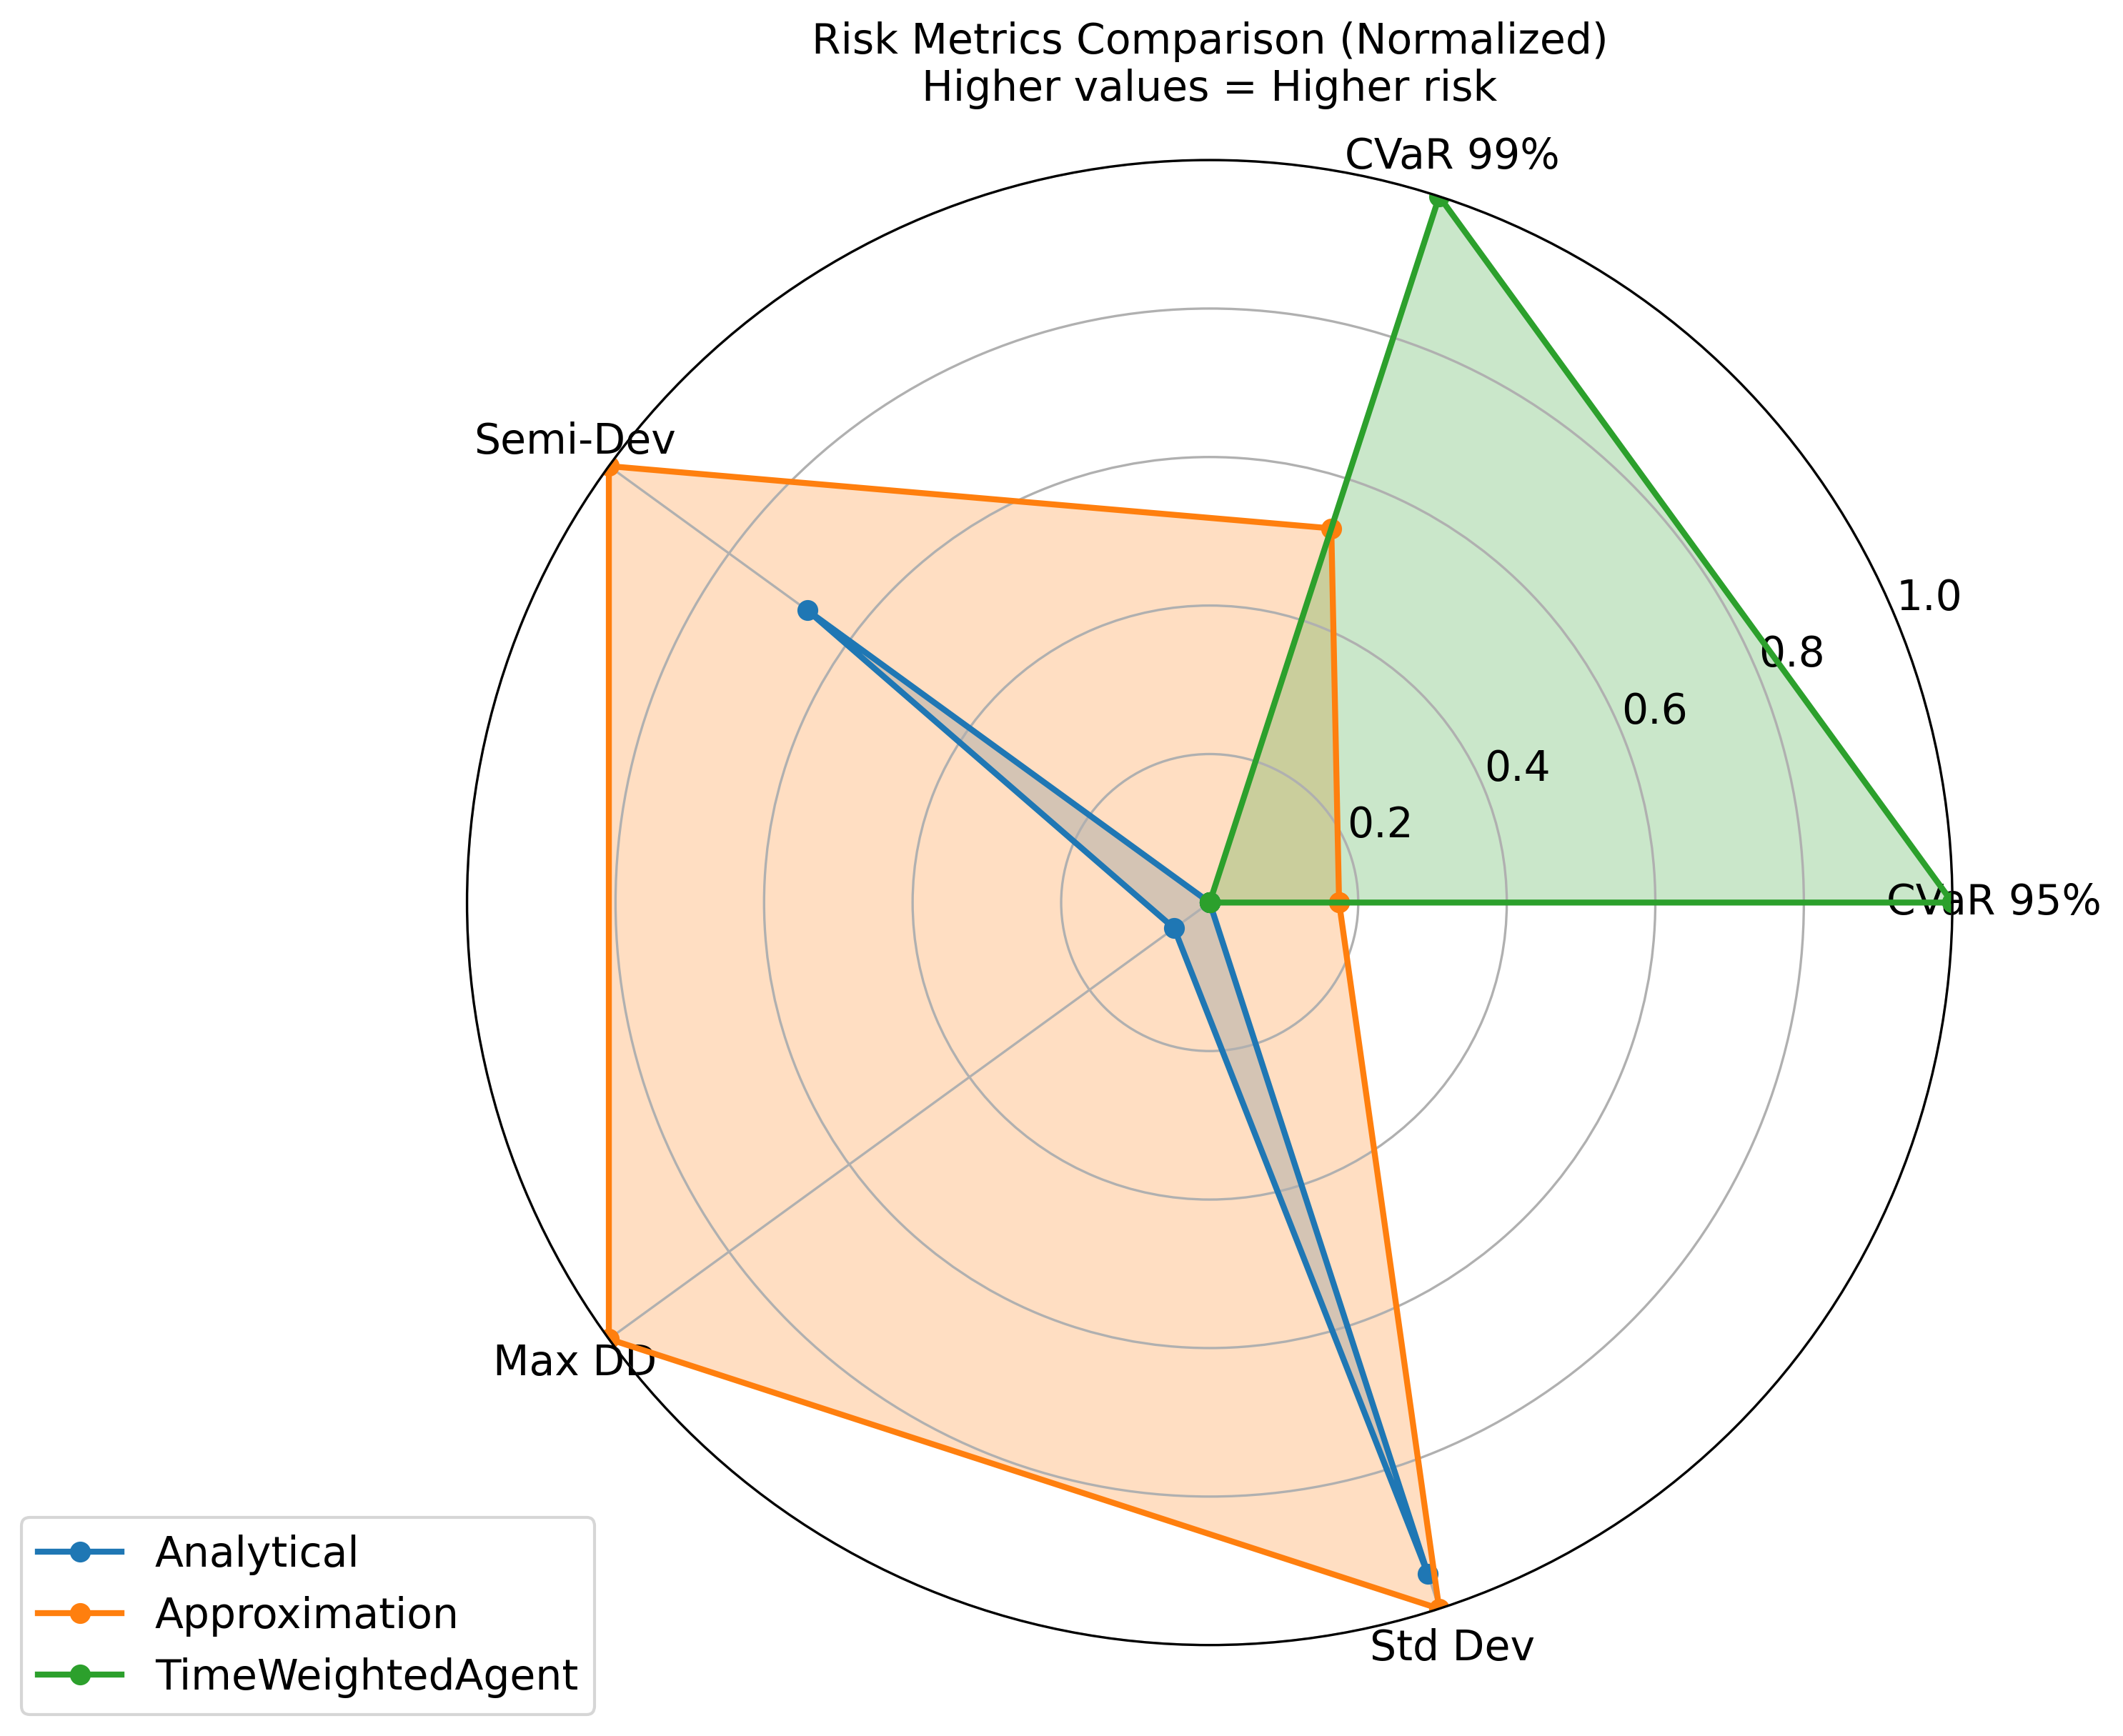 Risk Metrics Comparison (Normalized)
Higher values = Higher risk
CVaR 99%
Semi-Dev
1.0
0.8
0.6
0.4
0.2
CVaR 95%
Max DD
Std Dev
Analytical
Approximation
TimeWeightedAgent